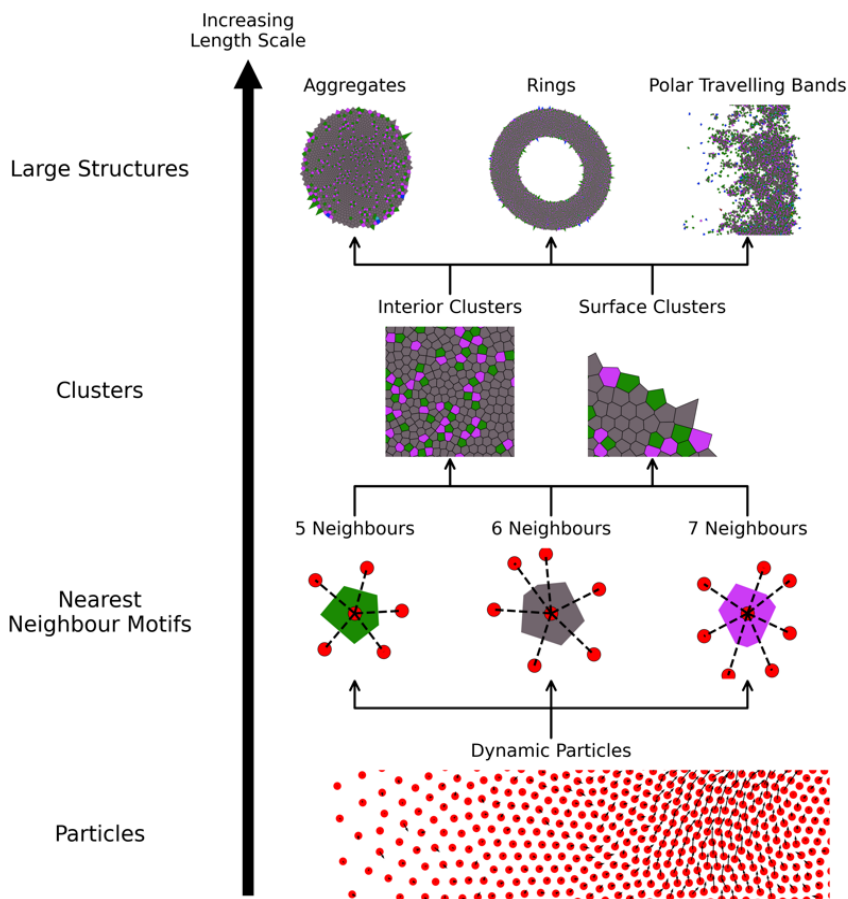 Increasing
Length Scale
Aggregates
Rings
Polar Travelling Bands
Large Structures
Interior Clusters
Surface Clusters
Clusters
5 Neighbours
6 Neighbours
7 Neighbours
Nearest
Neighbour Motifs
Dynamic Particles
Particles